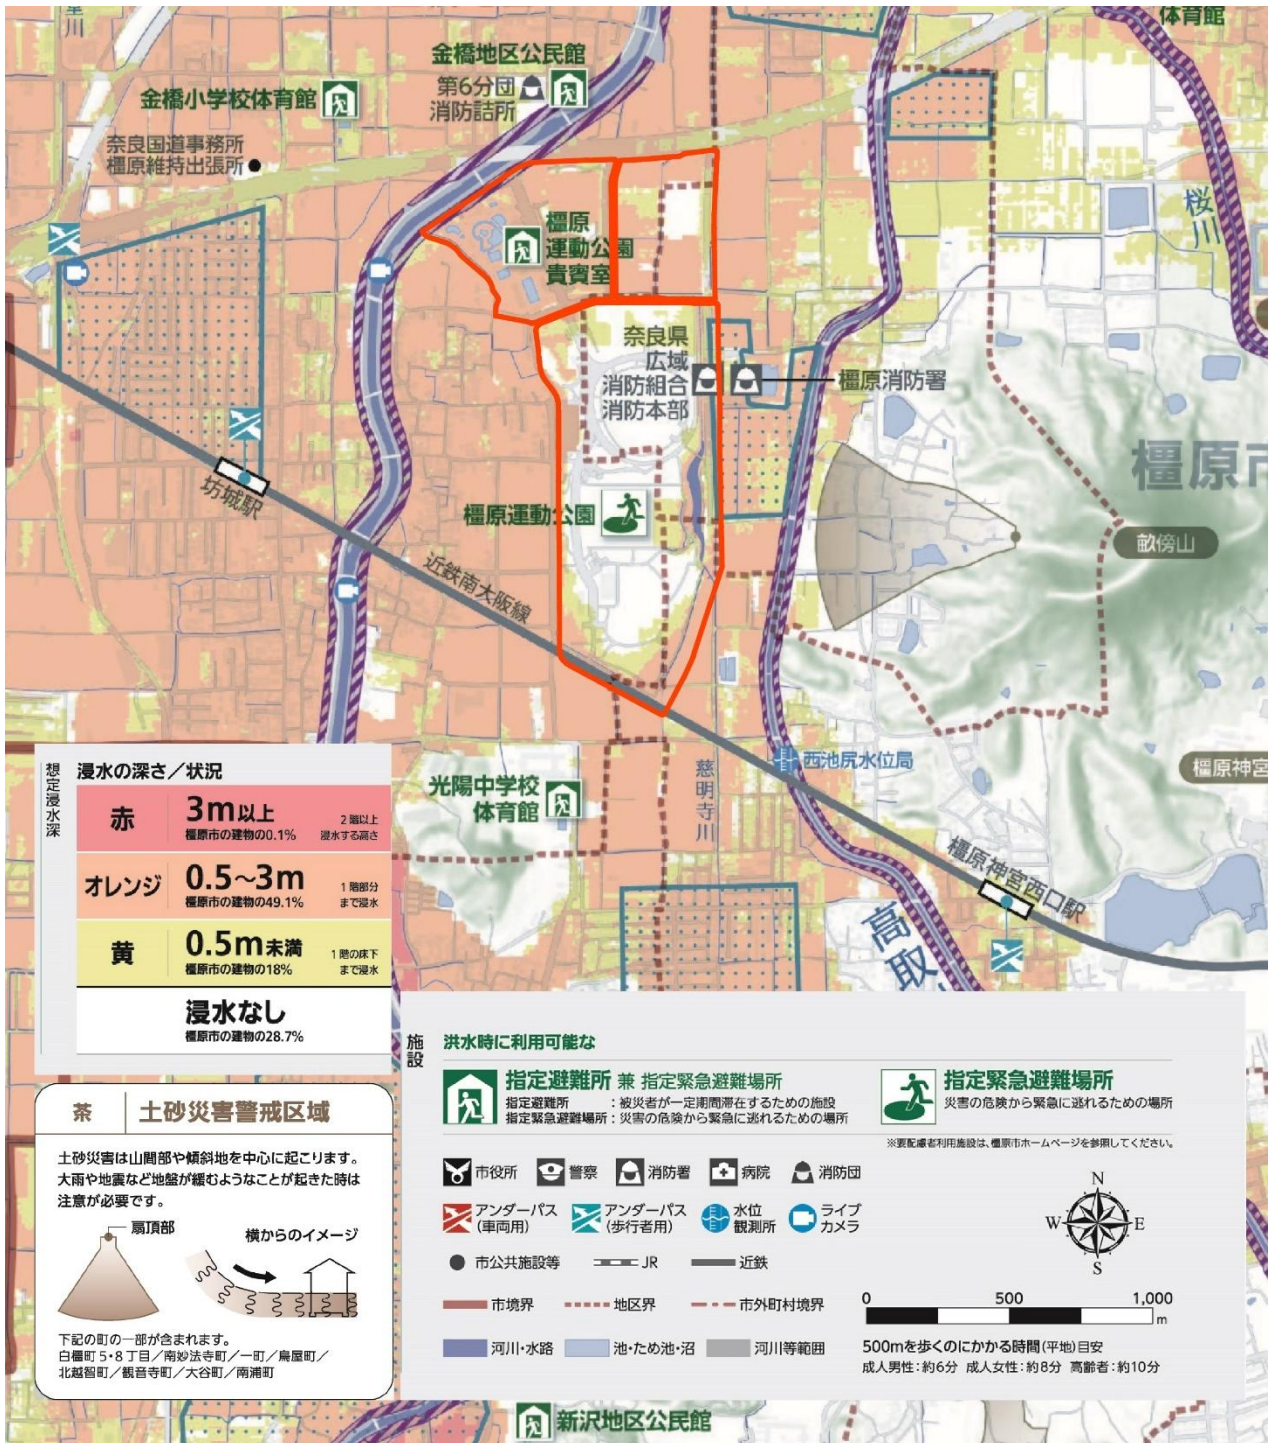 体育館
金橋地区公民館
第6分団
消防詰所
金橋小学校体育館
奈良国道事務所
橿原維持出張所
桜川
橿原
運動公園
貴賓室
奈良県
広域
消防組合
消防本部
橿原消防署
橿原市
坊城駅
橿原運動公園
畝傍山
近鉄南大阪線
西池尻水位局
橿原神宮
光陽中学校
体育館
慈明寺川
橿原神宮西口駅
高取
想定浸水深
浸水の深さ/状況
赤 3m以上 2階以上
橿原市の建物の0.1% 浸水する高さ
オレンジ 0.5~3m 1階部分
橿原市の建物の49.1% まで浸水
黄 0.5m未満 1階の床下
橿原市の建物の18% まで浸水
浸水なし
橿原市の建物の28.7%
茶 土砂災害警戒区域
土砂災害は山間部や傾斜地を中心に起こります。
大雨や地震など地盤が緩むようなことが起きた時は
注意が必要です。
扇頂部
横からのイメージ
下記の町の一部が含まれます。
白橿町5・8丁目/南妙法寺町/一町/鳥屋町/
北越智町/観音寺町/大谷町/南浦町
施設
洪水時に利用可能な
指定避難所 兼 指定緊急避難場所
指定避難所 :被災者が一定期間滞在するための施設
指定緊急避難場所:災害の危険から緊急に逃れるための場所
指定緊急避難場所
災害の危険から緊急に逃れるための場所
※要配慮者利用施設は、橿原市ホームページを参照してください。
市役所 警察 消防署 病院 消防団
アンダーパス
(車両用)
アンダーパス
(歩行者用)
水位
観測所
ライブ
カメラ
市公共施設等 JR 近鉄
市境界 地区界 市外町村境界
河川・水路 池・ため池・沼 河川等範囲
N
W E
S
0 500 1,000
m
500mを歩くのにかかる時間(平地)目安
成人男性:約6分 成人女性:約8分 高齢者:約10分
新沢地区公民館